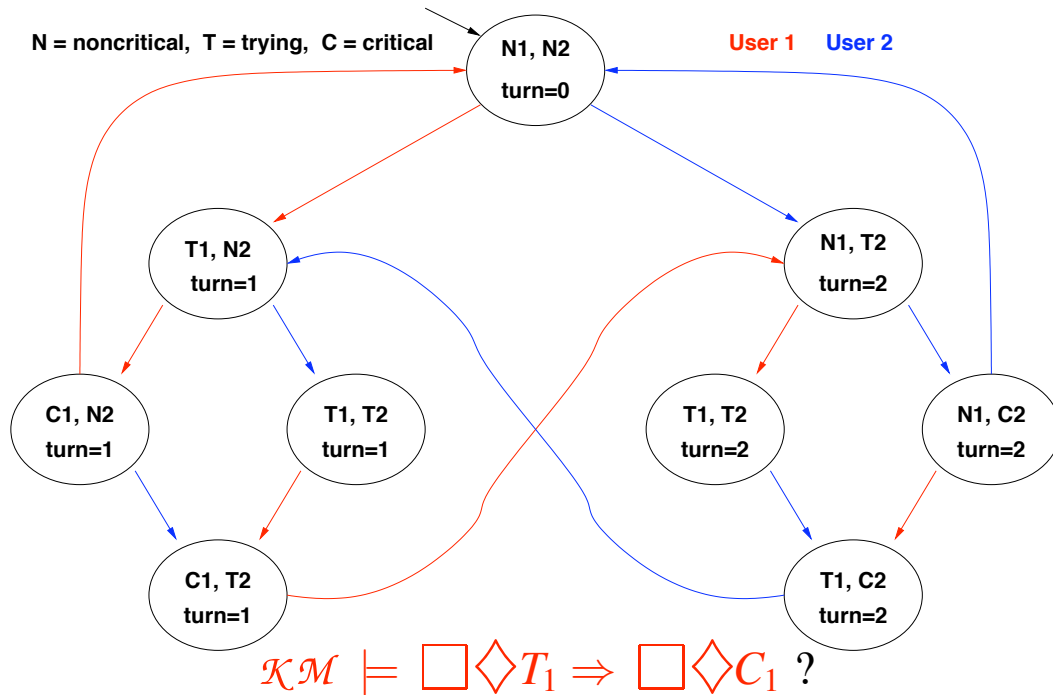 N = noncritical, T = trying, C = critical
User 1 User 2
N1, N2
turn=0
T1, N2
turn=1
N1, T2
turn=2
C1, N2
turn=1
T1, T2
turn=1
T1, T2
turn=2
N1, C2
turn=2
C1, T2
turn=1
T1, C2
turn=2
𝒦ℳ ⊨ □◇T₁ ⇒ □◇C₁ ?